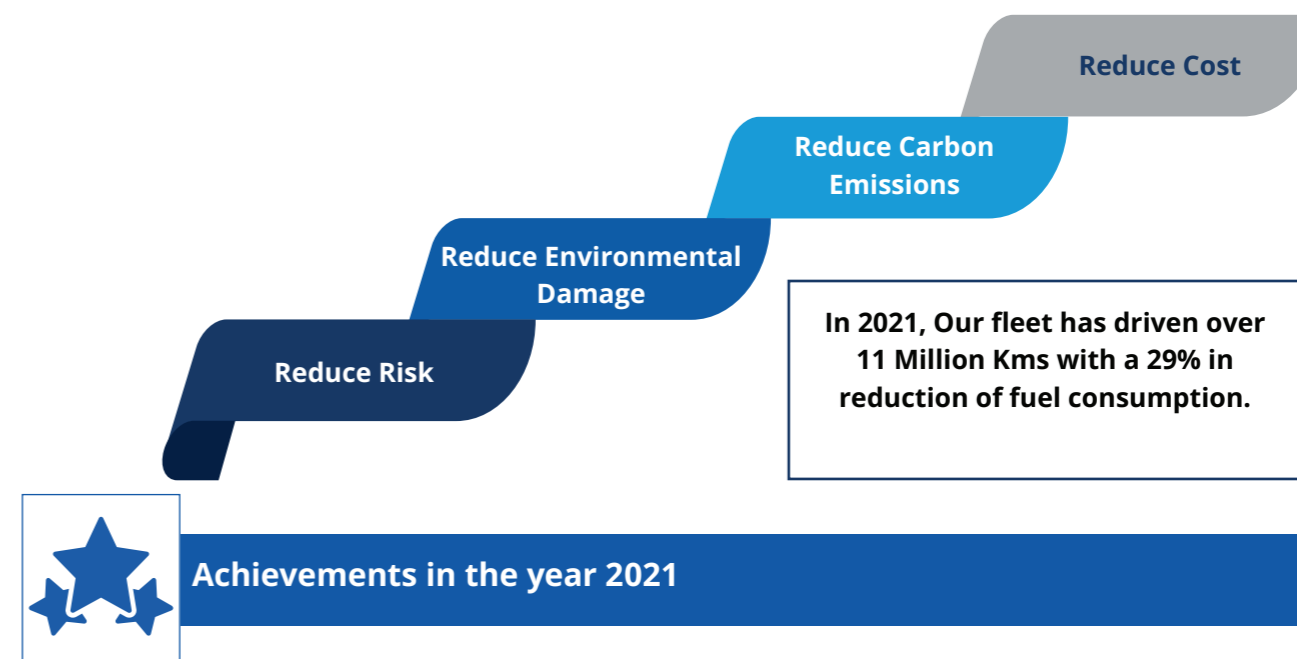 Reduce Cost
Reduce Carbon
Emissions
Reduce Environmental
Damage
Reduce Risk
In 2021, Our fleet has driven over
11 Million Kms with a 29% in
reduction of fuel consumption.
Achievements in the year 2021